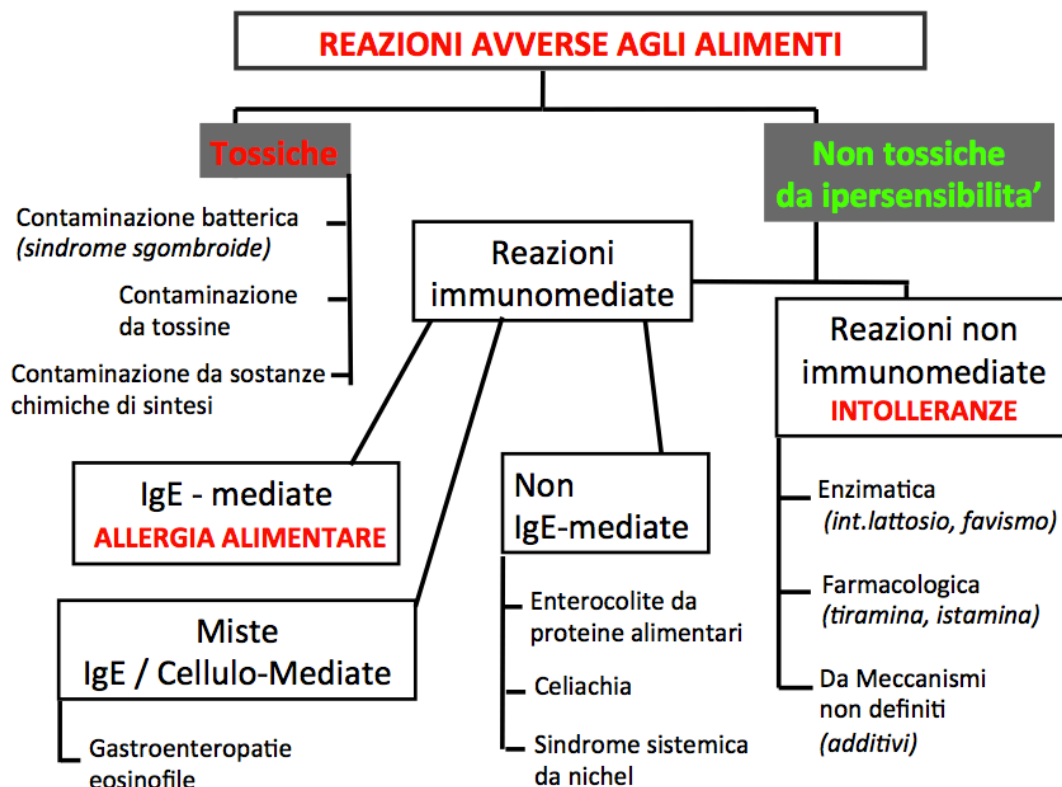 REAZIONI AVVERSE AGLI ALIMENTI
Tossiche
Contaminazione batterica
(sindrome sgombroide)
Contaminazione
da tossine
Contaminazione da sostanze
chimiche di sintesi
Non tossiche
da ipersensibilita’
Reazioni
immunomediate
IgE - mediate
ALLERGIA ALIMENTARE
Miste
IgE / Cellulo-Mediate
Gastroenteropatie
eosinofile
Non
IgE-mediate
Enterocolite da
proteine alimentari
Celiachia
Sindrome sistemica
da nichel
Reazioni non
immunomediate
INTOLLERANZE
Enzimatica
(int.lattosio, favismo)
Farmacologica
(tiramina, istamina)
Da Meccanismi
non definiti
(additivi)